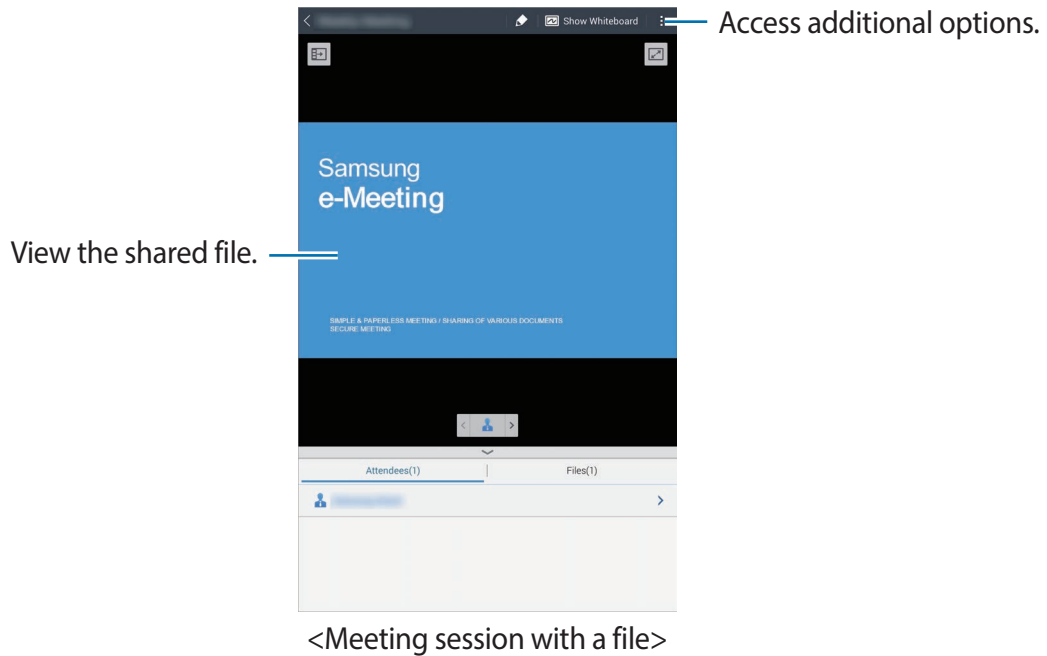 Show Whiteboard
Access additional options.
Samsung
e-Meeting
View the shared file.
SIMPLE & PAPERLESS MEETING / SHARING OF VARIOUS DOCUMENTS
SECURE MEETING
Attendees(1)
Files(1)
<Meeting session with a file>